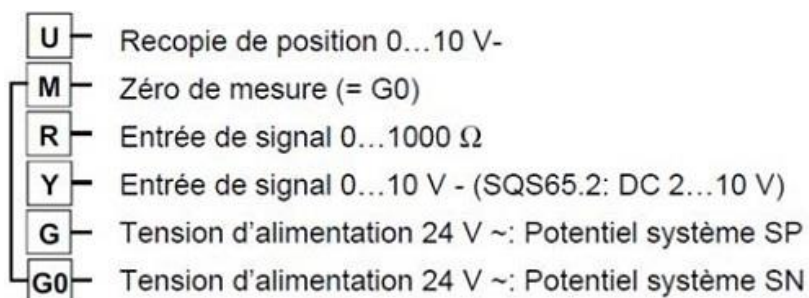 U Recopie de position 0…10 V-
M Zéro de mesure (= G0)
R Entrée de signal 0…1000 Ω
Y Entrée de signal 0…10 V - (SQS65.2: DC 2…10 V)
G Tension d'alimentation 24 V ~: Potentiel système SP
G0 Tension d'alimentation 24 V ~: Potentiel système SN